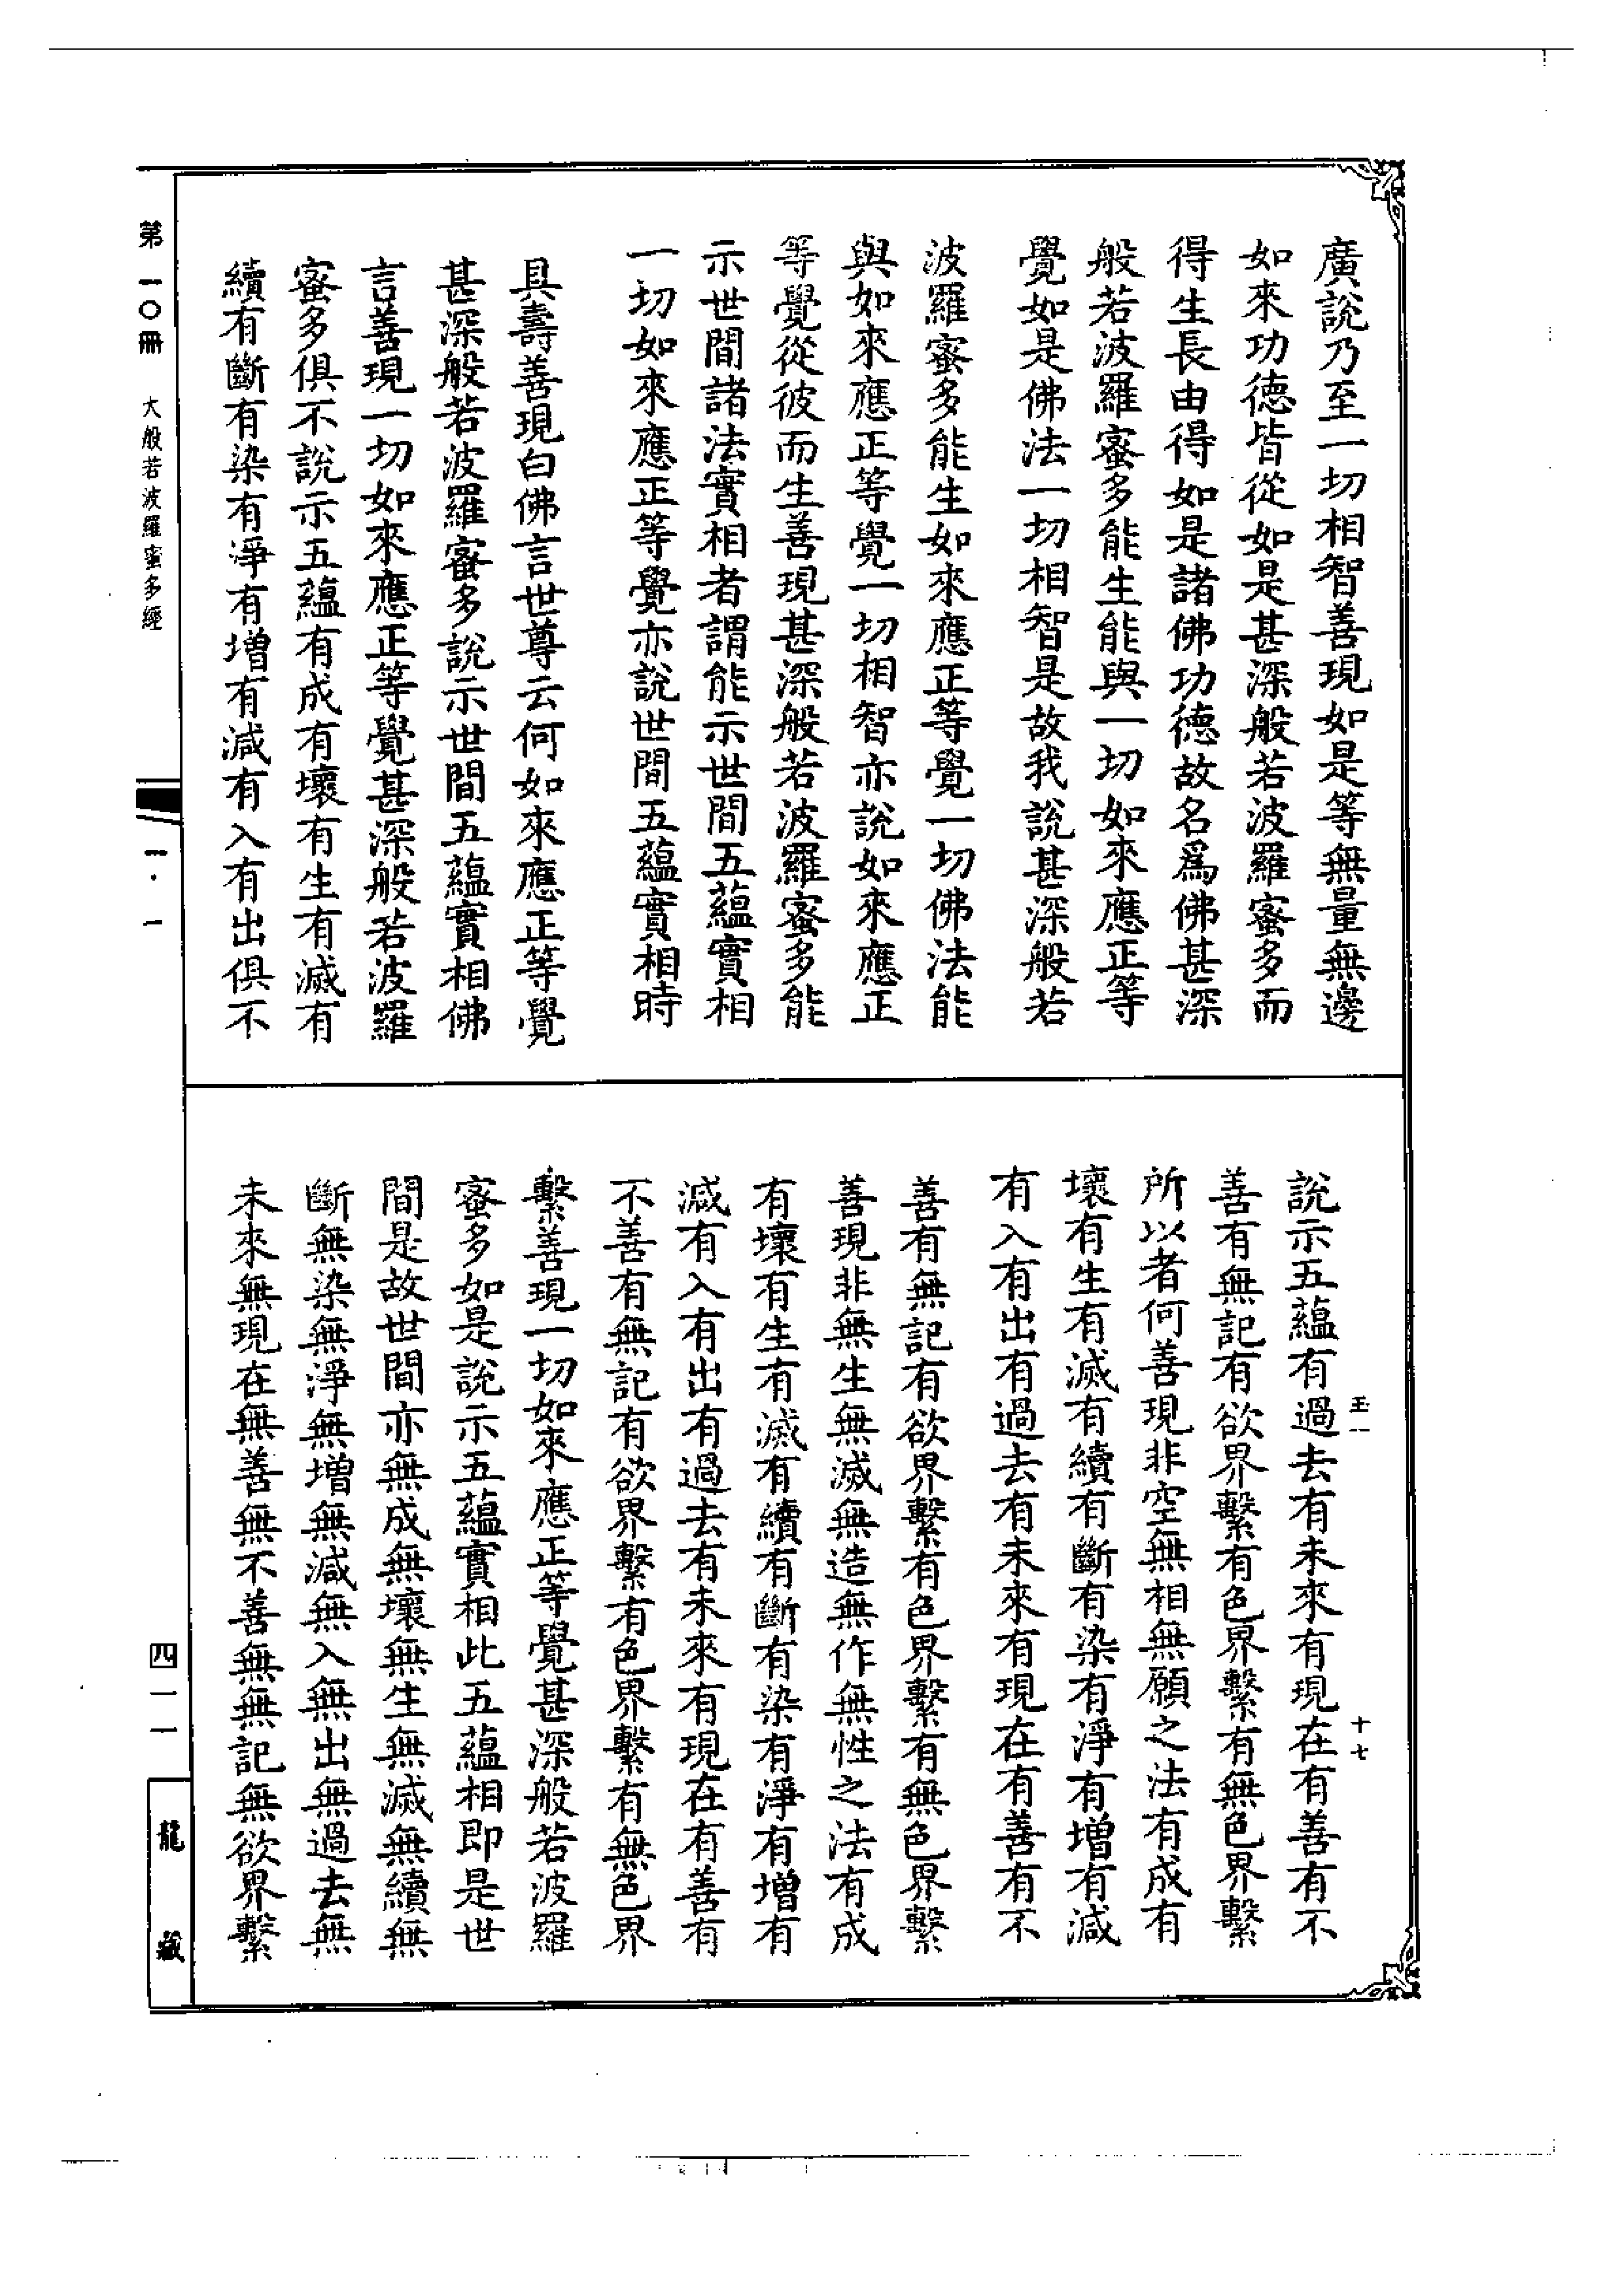 廣說乃至一切相智善現如是等無量無邊
如來功德皆從如是甚深般若波羅蜜多而
得生長由得如是諸佛功德故名爲佛甚深
般若波羅蜜多能生能與一切如來應正等
覺如是佛法一切相智是故我說甚深般若
波羅蜜多能生如來應正等覺一切佛法能
與如來應正等覺一切相智亦說如來應正
等覺從彼而生善現甚深般若波羅蜜多能
示世間諸法實相者謂能示世間五蘊實相
一切如來應正等覺亦說世間五蘊實相時
具壽善現白佛言世尊云何如來應正等覺
甚深般若波羅蜜多說示世間五蘊實相佛
言善現一切如來應正等覺甚深般若波羅
蜜多俱不說示五蘊有成有壞有生有滅有
續有斷有染有淨有增有減有入有出俱不
說示五蘊有過去有未來有現在有善有不
善有無記有欲界繫有色界繫有無色界繫
所以者何善現非空無相無願之法有成有
壞有生有滅有續有斷有染有淨有增有減
有入有出有過去有未來有現在有善有不
善有無記有欲界繫有色界繫有無色界繫
善現非無生無滅無造無作無性之法有成
有壞有生有滅有續有斷有染有淨有增有
減有入有出有過去有未來有現在有善有
不善有無記有欲界繫有色界繫有無色界
繫善現一切如來應正等覺甚深般若波羅
蜜多如是說示五蘊實相此五蘊相即是世
間是故世間亦無成無壞無生無滅無續無
斷無染無淨無增無減無入無出無過去無
未來無現在無善無不善無無記無欲界繫
玉一
十七
第一〇冊
大般若波羅蜜多經
一·一
四一一
龍藏